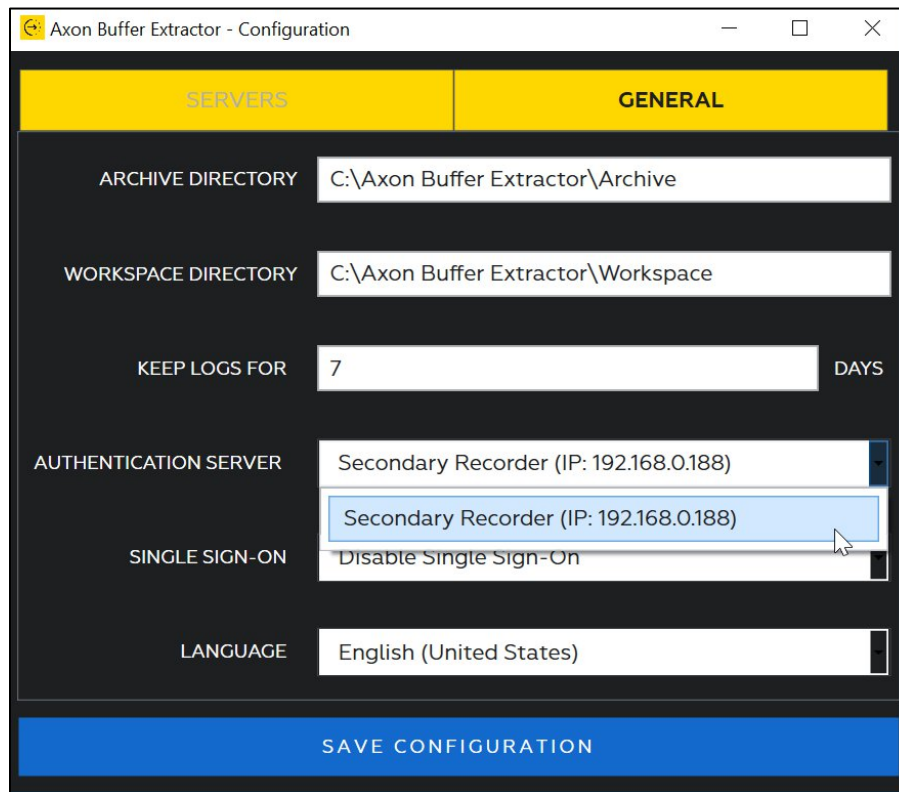 Axon Buffer Extractor - Configuration
SERVERS
GENERAL
ARCHIVE DIRECTORY
C:\Axon Buffer Extractor\Archive
WORKSPACE DIRECTORY
C:\Axon Buffer Extractor\Workspace
KEEP LOGS FOR
7
DAYS
AUTHENTICATION SERVER
Secondary Recorder (IP: 192.168.0.188)
Secondary Recorder (IP: 192.168.0.188)
SINGLE SIGN-ON
Disable Single Sign-On
LANGUAGE
English (United States)
SAVE CONFIGURATION